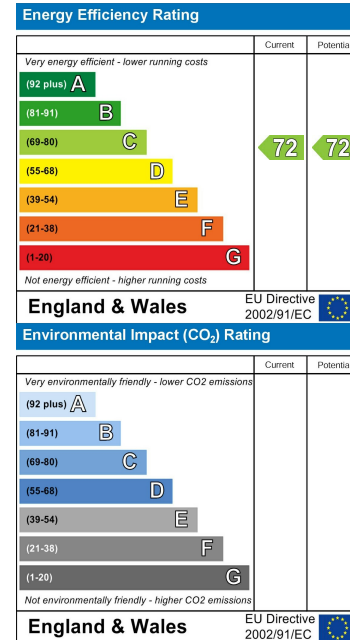 Energy Efficiency Rating
Current Potentia
Very energy efficient - lower running costs
(92 plus) A
(81-91) B
(69-80) C 72 72
(55-68) D
(39-54) E
(21-38) F
(1-20) G
Not energy efficient - higher running costs
England & Wales
EU Directive
2002/91/EC
Environmental Impact (CO₂) Rating
Current Potentia
Very environmentally friendly - lower CO2 emissions
(92 plus) A
(81-91) B
(69-80) C
(55-68) D
(39-54) E
(21-38) F
(1-20) G
Not environmentally friendly - higher CO2 emissions
England & Wales
EU Directive
2002/91/EC